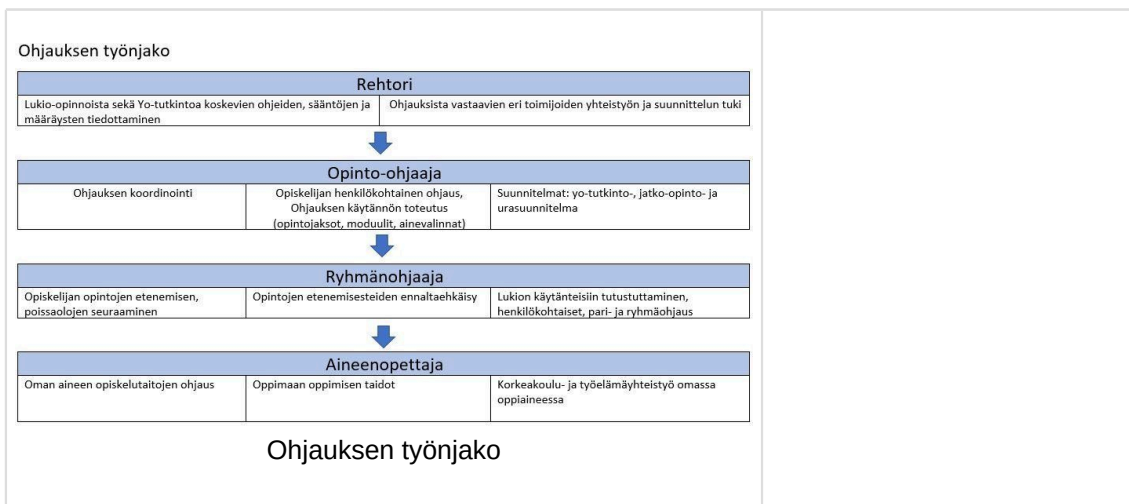 Ohjauksen työnjako
Rehtori
Lukio-opinnoista sekä Yo-tutkintoa koskevien ohjeiden, sääntöjen ja
määräysten tiedottaminen
Ohjauksista vastaavien eri toimijoiden yhteistyön ja suunnittelun tuki
Opinto-ohjaaja
Ohjauksen koordinointi
Opiskelijan henkilökohtainen ohjaus,
Ohjauksen käytännön toteutus
(opintojaksot, moduulit, ainevalinnat)
Suunnitelmat: yo-tutkinto-, jatko-opinto- ja
urasuunnitelma
Ryhmänohjaaja
Opiskelijan opintojen etenemisen,
poissaolojen seuraaminen
Opintojen etenemisesteiden ennaltaehkäisy
Lukion käytänteisiin tutustuttaminen,
henkilökohtaiset, pari- ja ryhmäohjaus
Aineenopettaja
Oman aineen opiskelutaitojen ohjaus
Oppimaan oppimisen taidot
Korkeakoulu- ja työelämäyhteistyö omassa
oppiaineessa
Ohjauksen työnjako